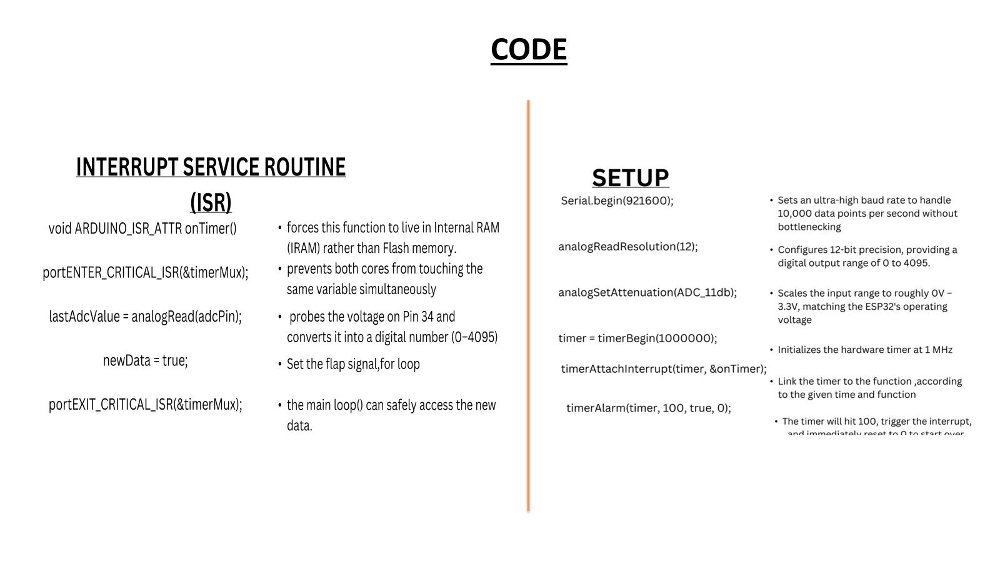 CODE
INTERRUPT SERVICE ROUTINE
(ISR)
void ARDUINO_ISR_ATTR onTimer()
• forces this function to live in Internal RAM
(IRAM) rather than Flash memory.
portENTER_CRITICAL_ISR(&timerMux);
• prevents both cores from touching the
same variable simultaneously
lastAdcValue = analogRead(adcPin);
• probes the voltage on Pin 34 and
converts it into a digital number (0–4095)
newData = true;
• Set the flap signal,for loop
portEXIT_CRITICAL_ISR(&timerMux);
• the main loop() can safely access the new
data.
SETUP
Serial.begin(921600);
• Sets an ultra-high baud rate to handle
10,000 data points per second without
bottlenecking
analogReadResolution(12);
• Configures 12-bit precision, providing a
digital output range of 0 to 4095.
analogSetAttenuation(ADC_11db);
• Scales the input range to roughly 0V –
3.3V, matching the ESP32's operating
voltage
timer = timerBegin(1000000);
• Initializes the hardware timer at 1 MHz
timerAttachInterrupt(timer, &onTimer);
• Link the timer to the function ,according
to the given time and function
timerAlarm(timer, 100, true, 0);
• The timer will hit 100, trigger the interrupt,
and immediately reset to 0 to start over